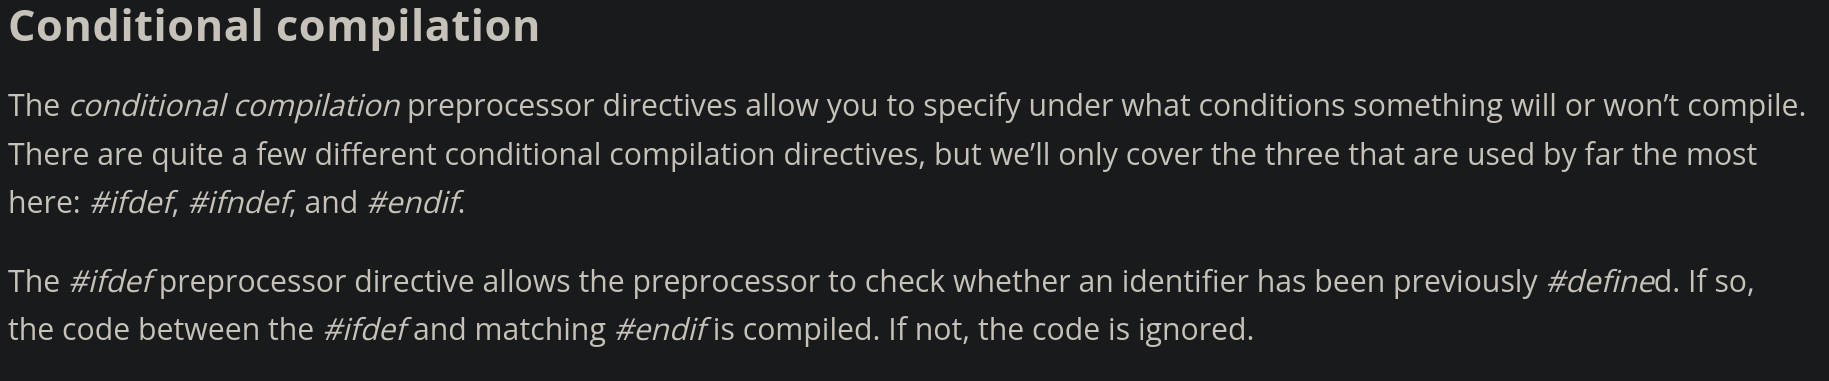 Conditional compilation
The conditional compilation preprocessor directives allow you to specify under what conditions something will or won’t compile.
There are quite a few different conditional compilation directives, but we’ll only cover the three that are used by far the most
here: #ifdef, #ifndef, and #endif.
The #ifdef preprocessor directive allows the preprocessor to check whether an identifier has been previously #defined. If so,
the code between the #ifdef and matching #endif is compiled. If not, the code is ignored.